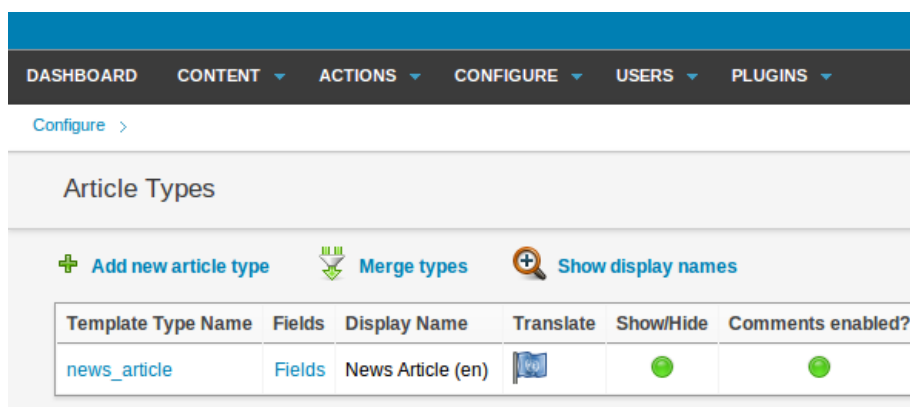 DASHBOARD CONTENT ACTIONS CONFIGURE USERS PLUGINS
Configure >
Article Types
Add new article type Merge types Show display names
Template Type Name Fields Display Name Translate Show/Hide Comments enabled?
news_article Fields News Article (en)